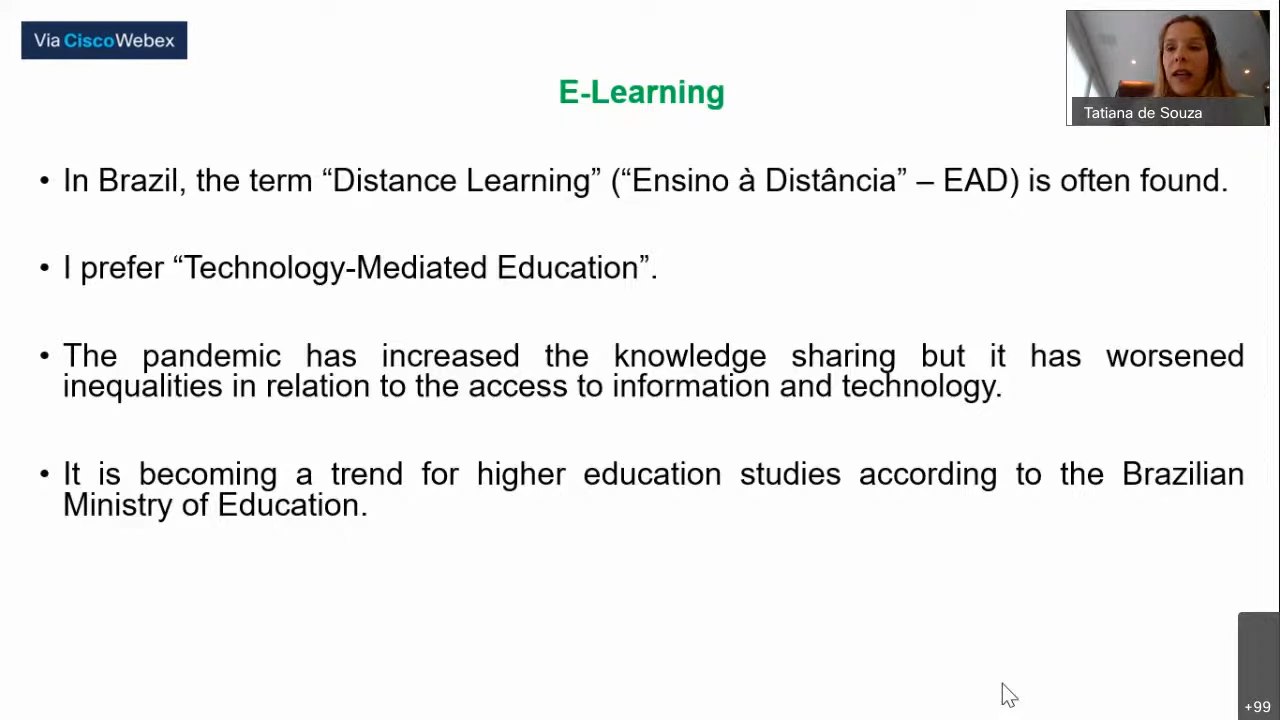 Via CiscoWebex
Tatiana de Souza
E-Learning
• In Brazil, the term “Distance Learning” (“Ensino à Distância” – EAD) is often found.
• I prefer “Technology-Mediated Education”.
• The pandemic has increased the knowledge sharing but it has worsened
inequalities in relation to the access to information and technology.
• It is becoming a trend for higher education studies according to the Brazilian
Ministry of Education.
+99